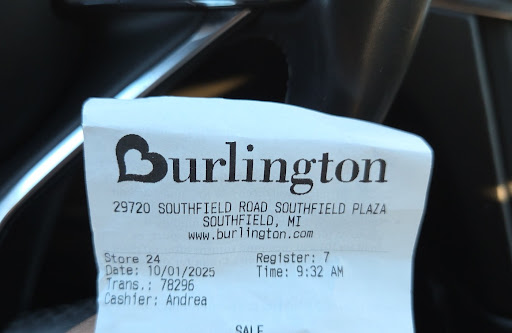 Burlington
29720 SOUTHFIELD ROAD SOUTHFIELD PLAZA
SOUTHFIELD, MI
www.burlington.com
Store 24 Register: 7
Date: 10/01/2025 Time: 9:32 AM
Trans.: 78296
Cashier: Andrea
SALE